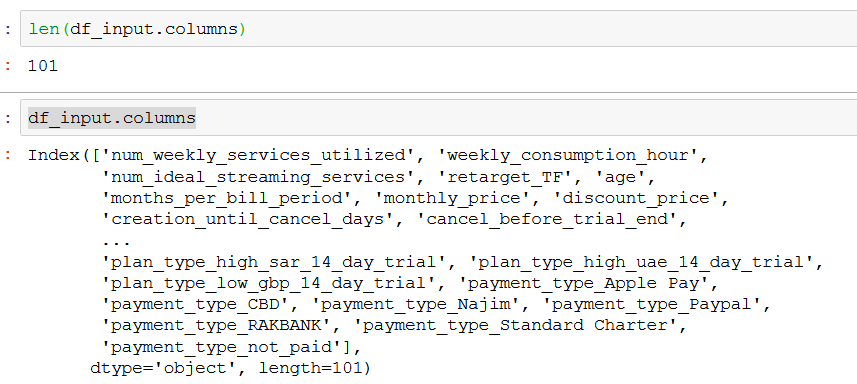 : len(df_input.columns)
: 101
: df_input.columns
: Index(['num_weekly_services_utilized', 'weekly_consumption_hour',
'num_ideal_streaming_services', 'retarget_TF', 'age',
'months_per_bill_period', 'monthly_price', 'discount_price',
'creation_until_cancel_days', 'cancel_before_trial_end',
...
'plan_type_high_sar_14_day_trial', 'plan_type_high_uae_14_day_trial',
'plan_type_low_gbp_14_day_trial', 'payment_type_Apple Pay',
'payment_type_CBD', 'payment_type_Najim', 'payment_type_Paypal',
'payment_type_RAKBANK', 'payment_type_Standard Charter',
'payment_type_not_paid'],
dtype='object', length=101)